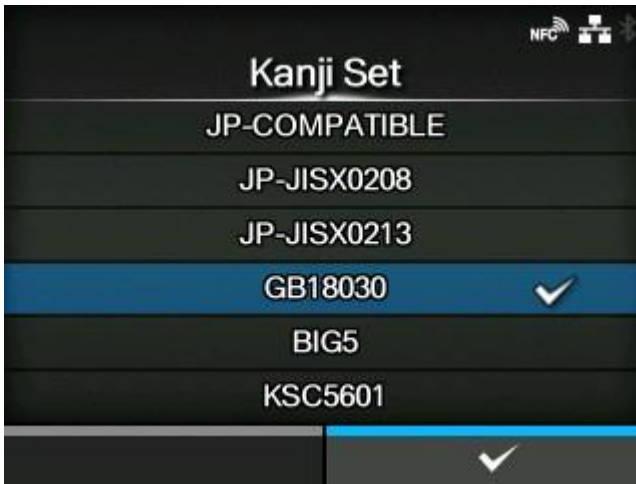 NFC
Kanji Set
JP-COMPATIBLE
JP-JISX0208
JP-JISX0213
GB18030
BIG5
KSC5601